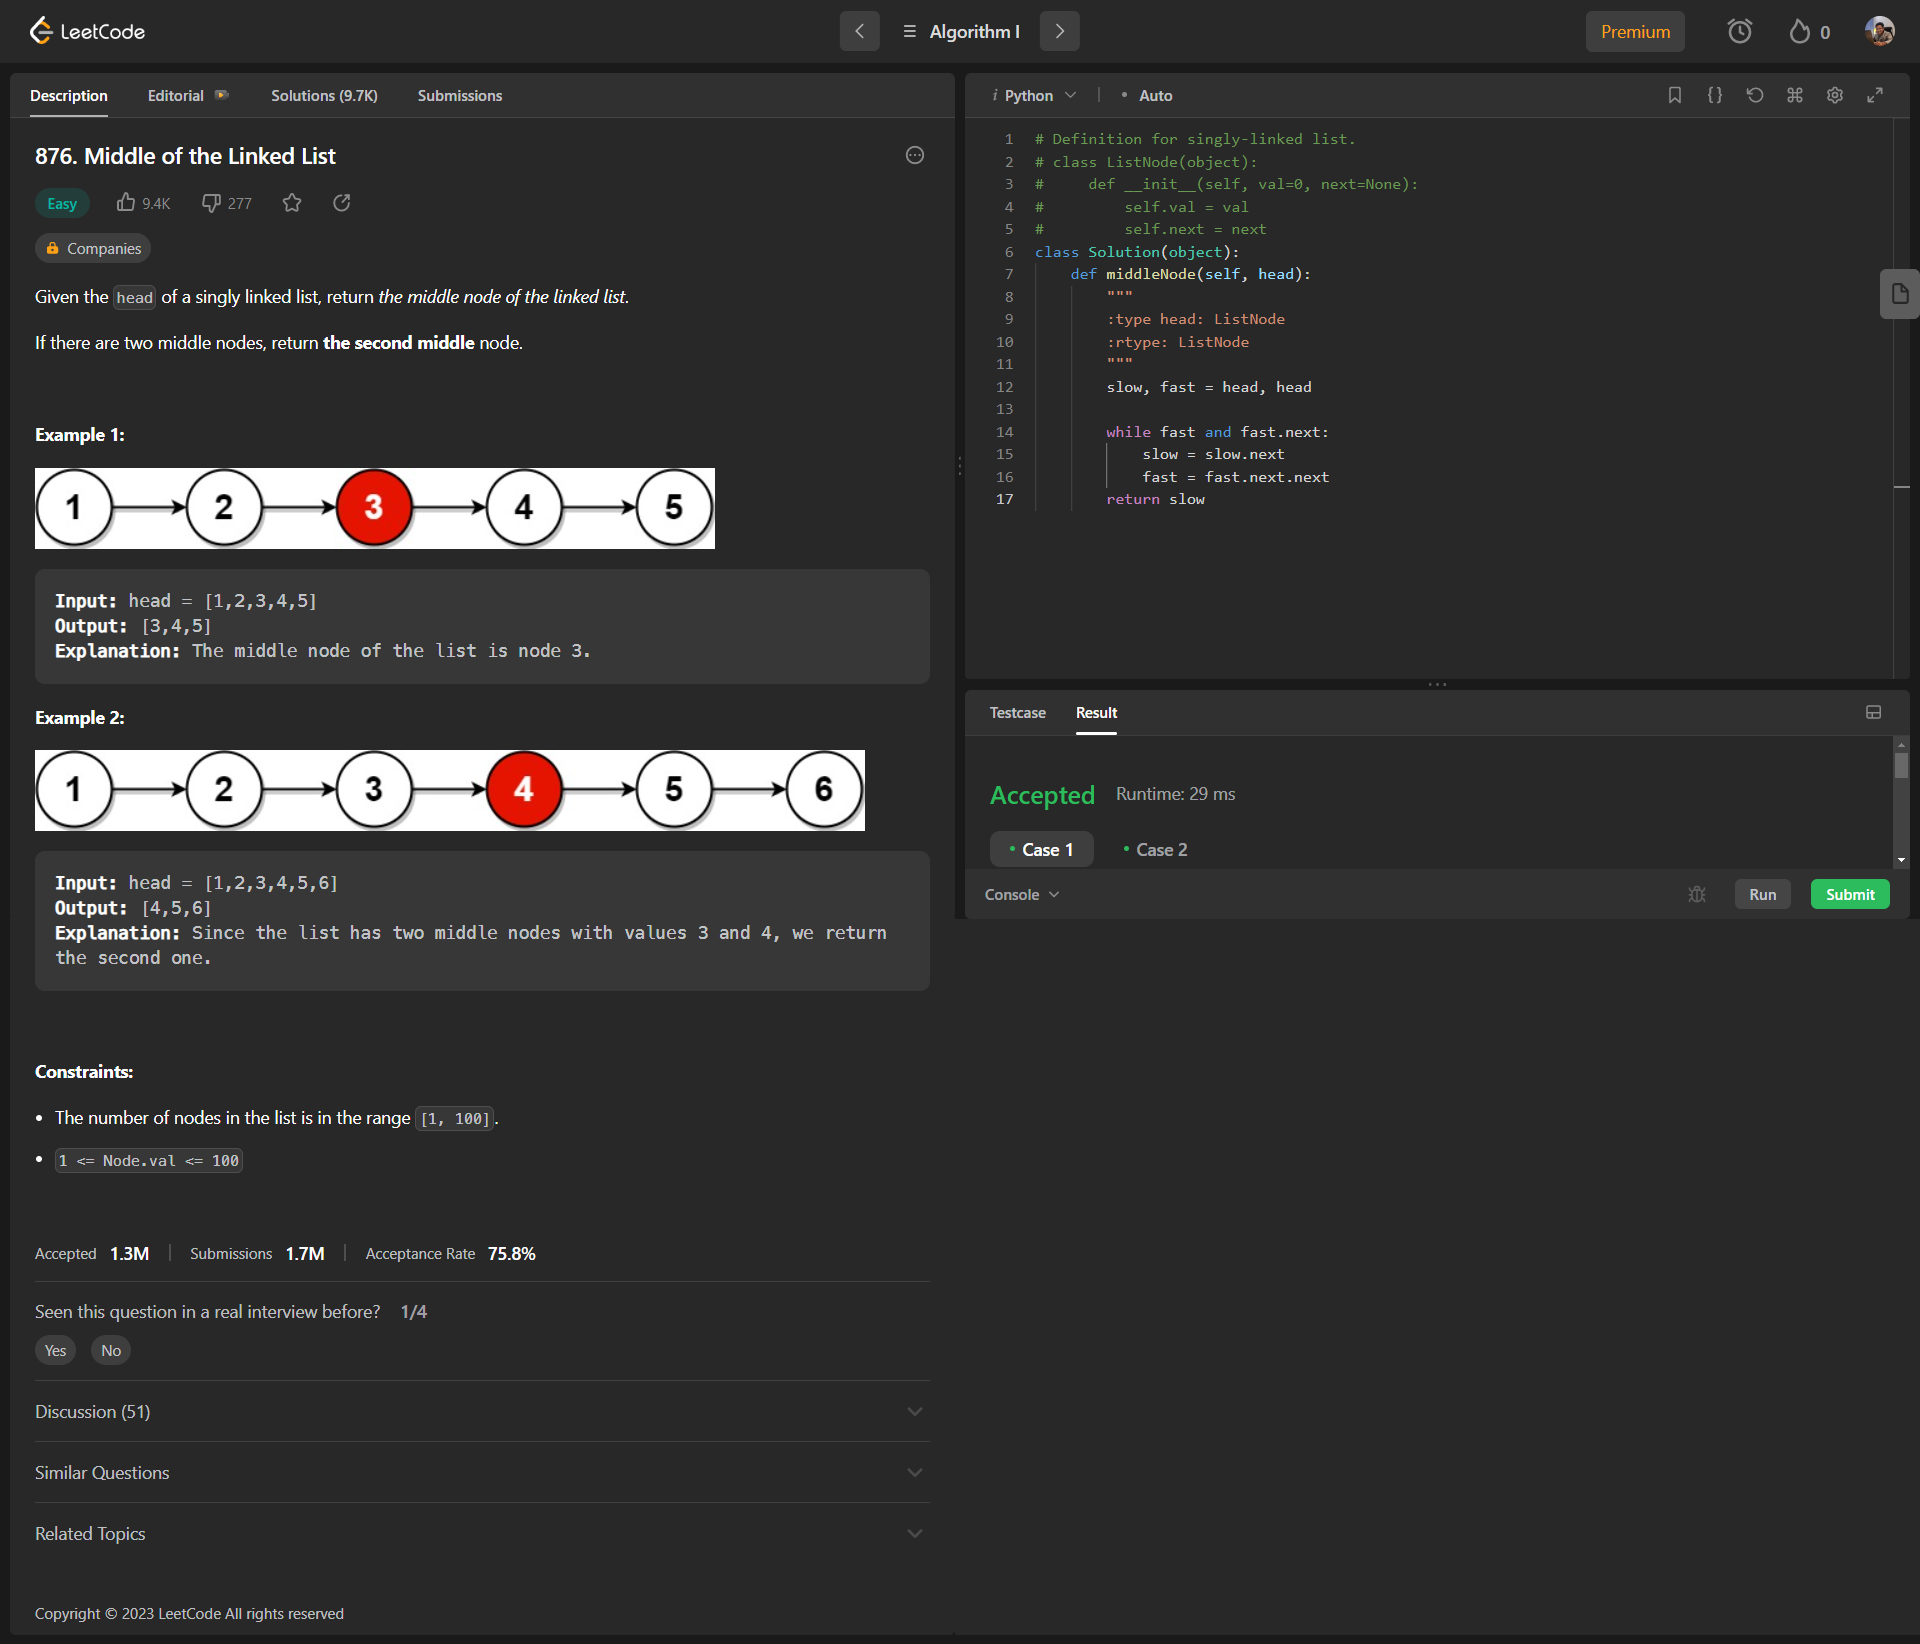 LeetCode
Algorithm I
Premium
0
Description
Editorial
Solutions (9.7K)
Submissions
876. Middle of the Linked List
Easy
9.4K
277
Companies
Given the head of a singly linked list, return the middle node of the linked list.
If there are two middle nodes, return the second middle node.
Example 1:
1 2 3 4 5
Input: head = [1,2,3,4,5]
Output: [3,4,5]
Explanation: The middle node of the list is node 3.
Example 2:
1 2 3 4 5 6
Input: head = [1,2,3,4,5,6]
Output: [4,5,6]
Explanation: Since the list has two middle nodes with values 3 and 4, we return
the second one.
Constraints:
• The number of nodes in the list is in the range [1, 100].
• 1 <= Node.val <= 100
Accepted 1.3M | Submissions 1.7M | Acceptance Rate 75.8%
Seen this question in a real interview before? 1/4
Yes No
Discussion (51)
Similar Questions
Related Topics
Copyright © 2023 LeetCode All rights reserved
i Python | • Auto
1 # Definition for singly-linked list.
2 # class ListNode(object):
3 #     def __init__(self, val=0, next=None):
4 #         self.val = val
5 #         self.next = next
6 class Solution(object):
7     def middleNode(self, head):
8         """
9         :type head: ListNode
10         :rtype: ListNode
11         """
12         slow, fast = head, head
13
14         while fast and fast.next:
15             slow = slow.next
16             fast = fast.next.next
17         return slow
Testcase
Result
Accepted Runtime: 29 ms
• Case 1 • Case 2
Console
Run
Submit